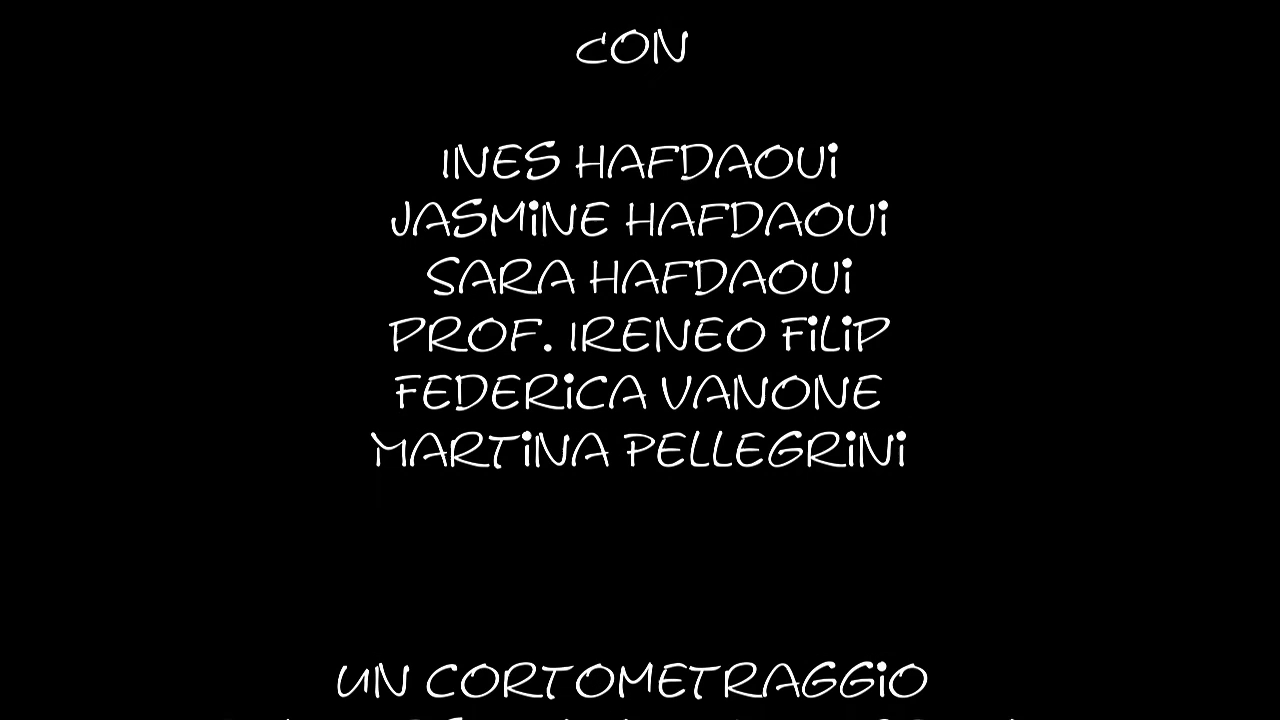 CON
INES HAFDAOUI
JASMINE HAFDAOUI
SARA HAFDAOUI
PROF. IRENEO FILIP
FEDERICA VANONE
MARTINA PELLEGRINI
UN CORTOMETRAGGIO